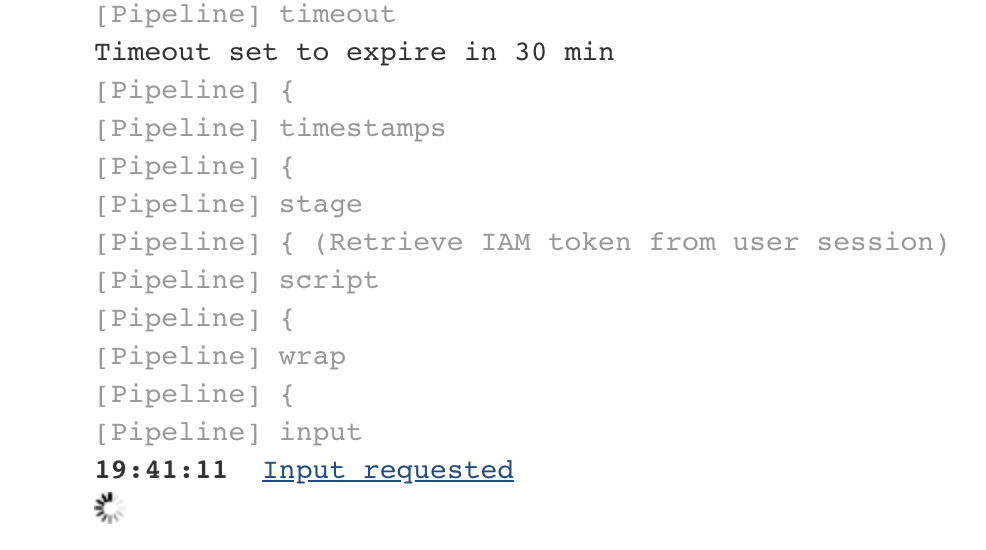 [Pipeline] timeout
Timeout set to expire in 30 min
[Pipeline] {
[Pipeline] timestamps
[Pipeline] {
[Pipeline] stage
[Pipeline] { (Retrieve IAM token from user session)
[Pipeline] script
[Pipeline] {
[Pipeline] wrap
[Pipeline] {
[Pipeline] input
19:41:11 Input requested